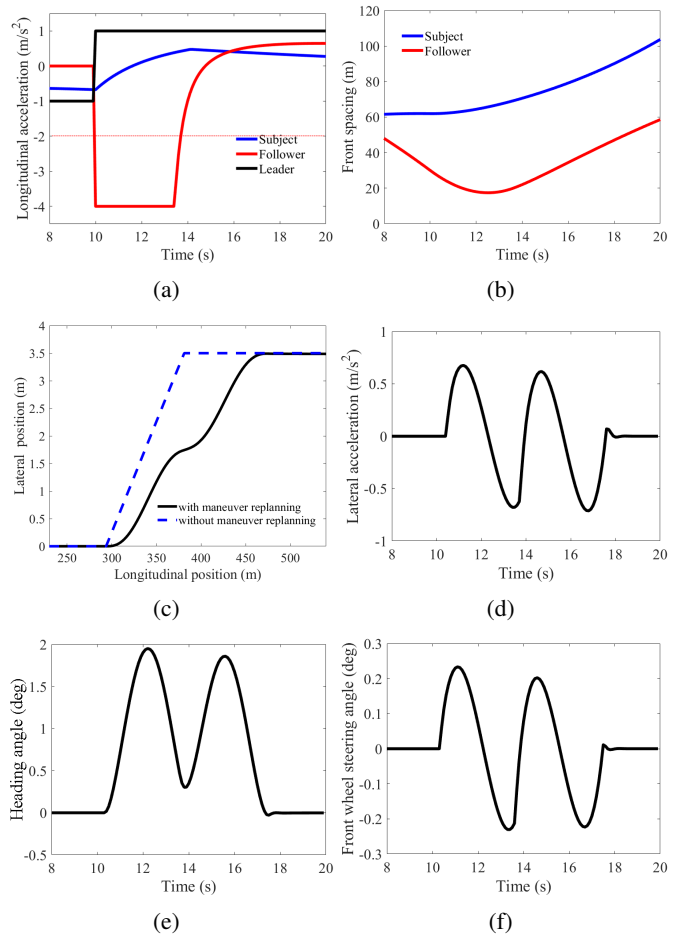 Longitudinal acceleration (m/s²)
1
0
-1
-2
-3
-4
Subject
Follower
Leader
8 10 12 14 16 18 20
Time (s)
(a)
Front spacing (m)
120
100
80
60
40
20
0
Subject
Follower
8 10 12 14 16 18 20
Time (s)
(b)
Lateral position (m)
4
3.5
3
2.5
2
1.5
1
0.5
0
with maneuver replanning
without maneuver replanning
250 300 350 400 450 500
Longitudinal position (m)
(c)
Lateral acceleration (m/s²)
1
0.5
0
-0.5
-1
8 10 12 14 16 18 20
Time (s)
(d)
Heading angle (deg)
2
1.5
1
0.5
0
-0.5
8 10 12 14 16 18 20
Time (s)
(e)
Front wheel steering angle (deg)
0.3
0.2
0.1
0
-0.1
-0.2
-0.3
8 10 12 14 16 18 20
Time (s)
(f)